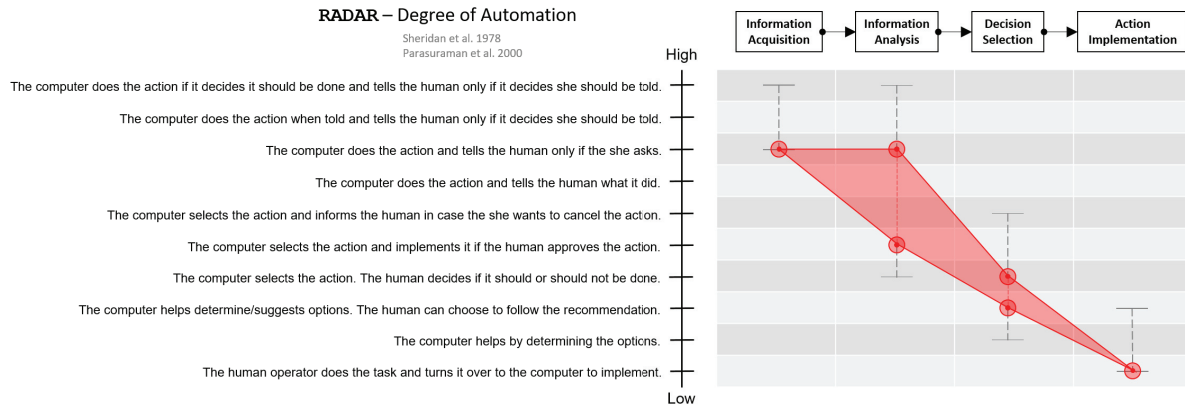 RADAR – Degree of Automation
Sheridan et al. 1978
Parasuraman et al. 2000
High
Information
Acquisition
Information
Analysis
Decision
Selection
Action
Implementation
The computer does the action if it decides it should be done and tells the human only if it decides she should be told.
The computer does the action when told and tells the human only if it decides she should be told.
The computer does the action and tells the human only if the she asks.
The computer does the action and tells the human what it did.
The computer selects the action and informs the human in case the she wants to cancel the action.
The computer selects the action and implements it if the human approves the action.
The computer selects the action. The human decides if it should or should not be done.
The computer helps determine/suggests options. The human can choose to follow the recommendation.
The computer helps by determining the options.
The human operator does the task and turns it over to the computer to implement.
Low